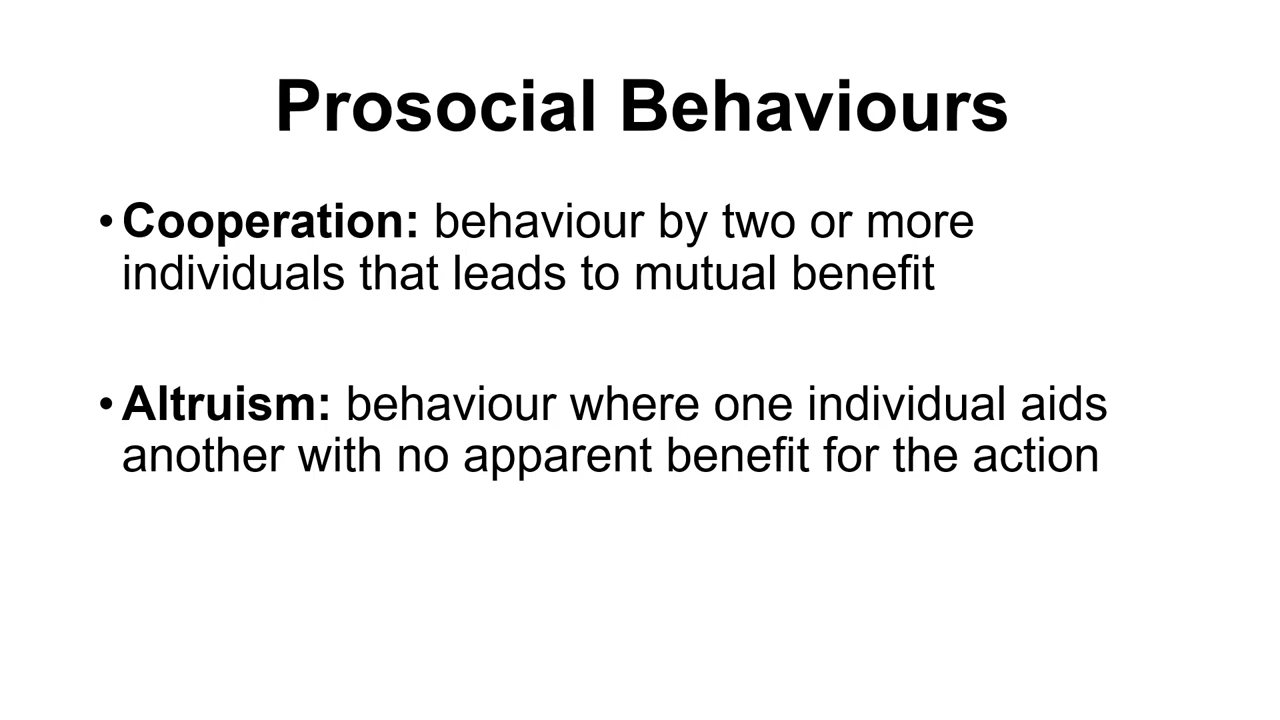 Prosocial Behaviours
• Cooperation: behaviour by two or more
individuals that leads to mutual benefit
• Altruism: behaviour where one individual aids
another with no apparent benefit for the action